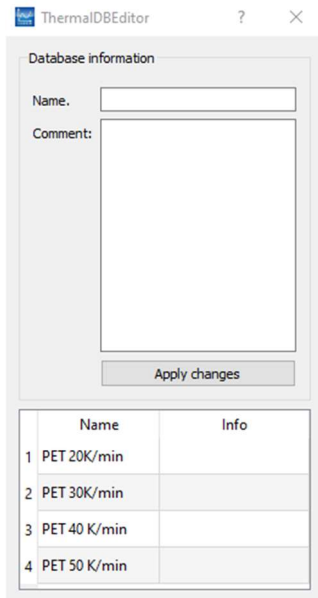 ThermalDBEditor ? ×
Database information
Name.
Comment:
Apply changes
Name Info
1 PET 20K/min
2 PET 30K/min
3 PET 40 K/min
4 PET 50 K/min